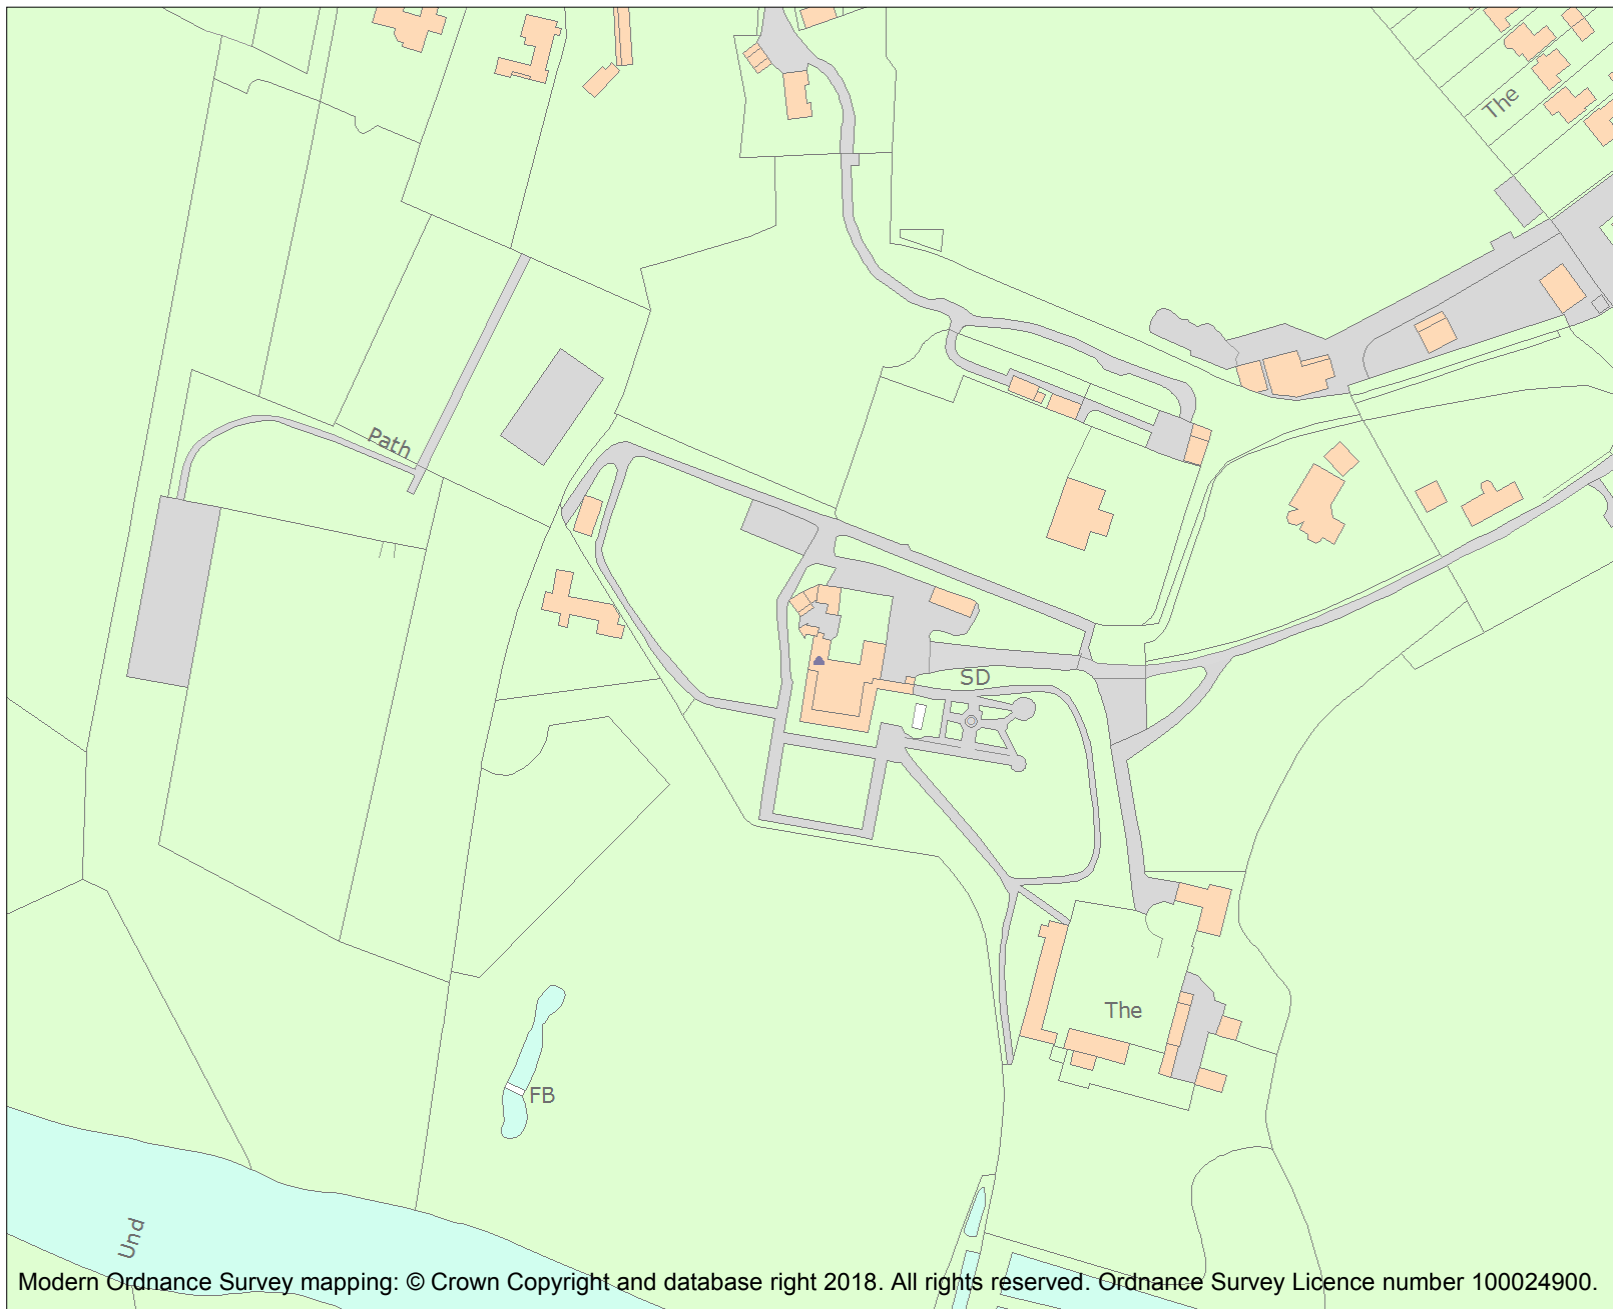 The
Path
SD
The
FB
Und
Modern Ordnance Survey mapping: © Crown Copyright and database right 2018. All rights reserved. Ordnance Survey Licence number 100024900.